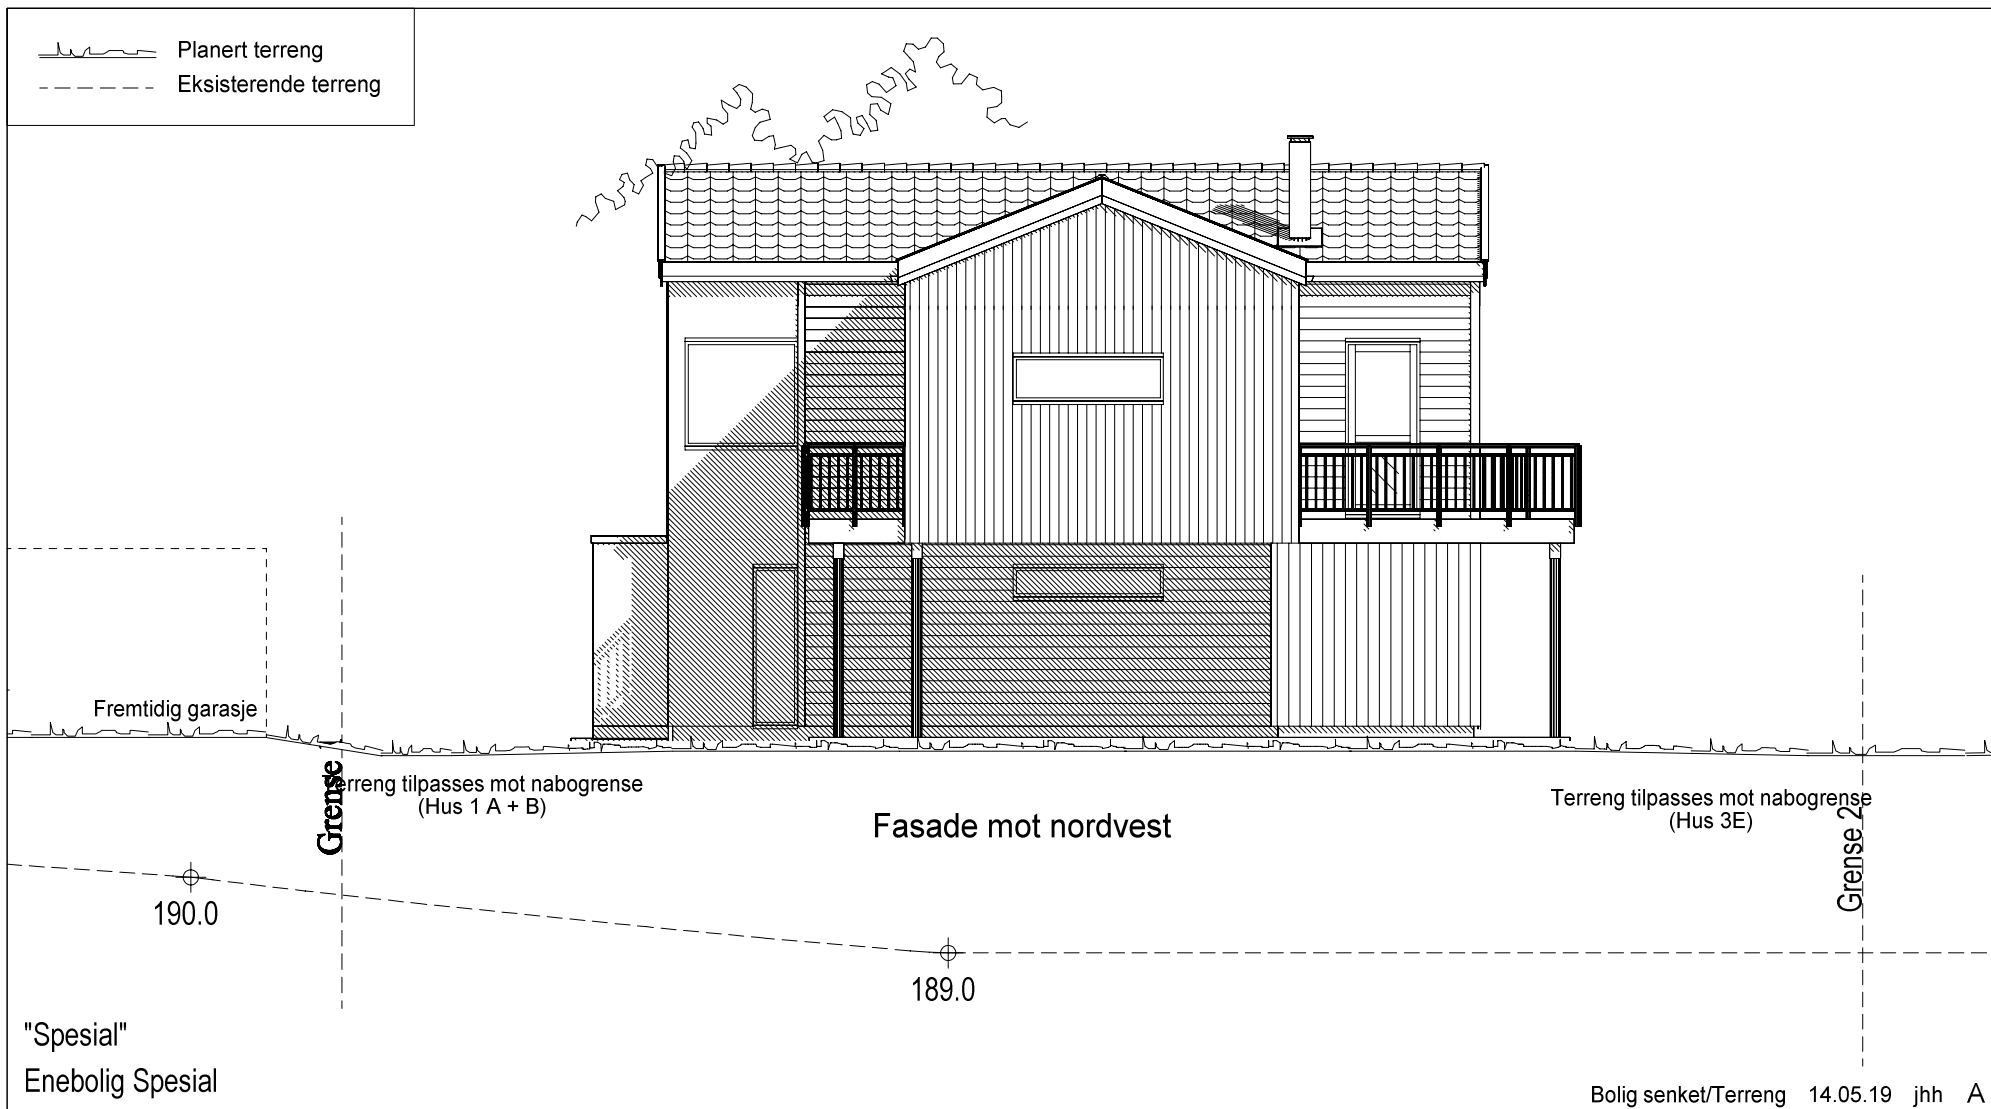 Planert terreng
Eksisterende terreng
Fremtidig garasje
Grense
Terreng tilpasses mot nabogrense
(Hus 1 A + B)
Fasade mot nordvest
Terreng tilpasses mot nabogrense
(Hus 3E)
Grense 2
190.0
189.0
"Spesial"
Enebolig Spesial
Bolig senket/Terreng 14.05.19 jhh A